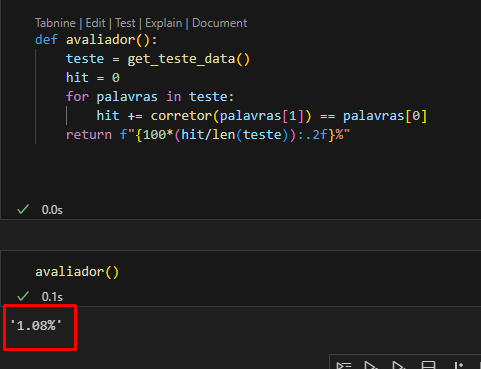 Tabnine | Edit | Test | Explain | Document
def avaliador():
    teste = get_teste_data()
    hit = 0
    for palavras in teste:
        hit += corretor(palavras[1]) == palavras[0]
    return f"{100*(hit/len(teste)):.2f}%"
0.0s
avaliador()
0.1s
'1.08%'